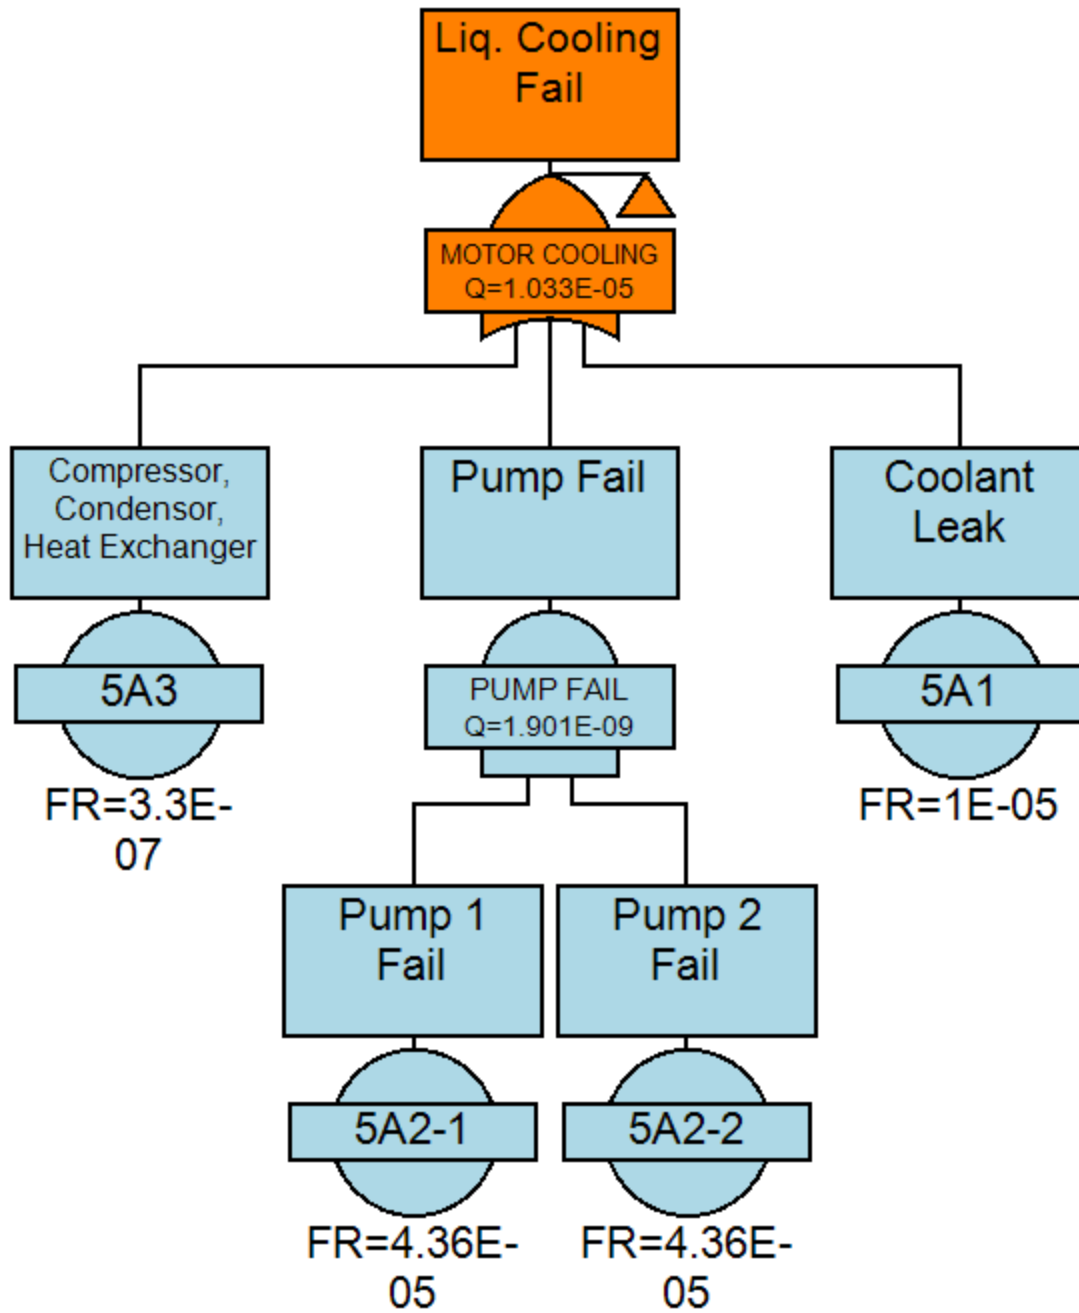 Liq. Cooling
Fail
MOTOR COOLING
Q=1.033E-05
Compressor,
Condensor,
Heat Exchanger
5A3
FR=3.3E-
07
Pump Fail
PUMP FAIL
Q=1.901E-09
Coolant
Leak
5A1
FR=1E-05
Pump 1
Fail
5A2-1
FR=4.36E-
05
Pump 2
Fail
5A2-2
FR=4.36E-
05